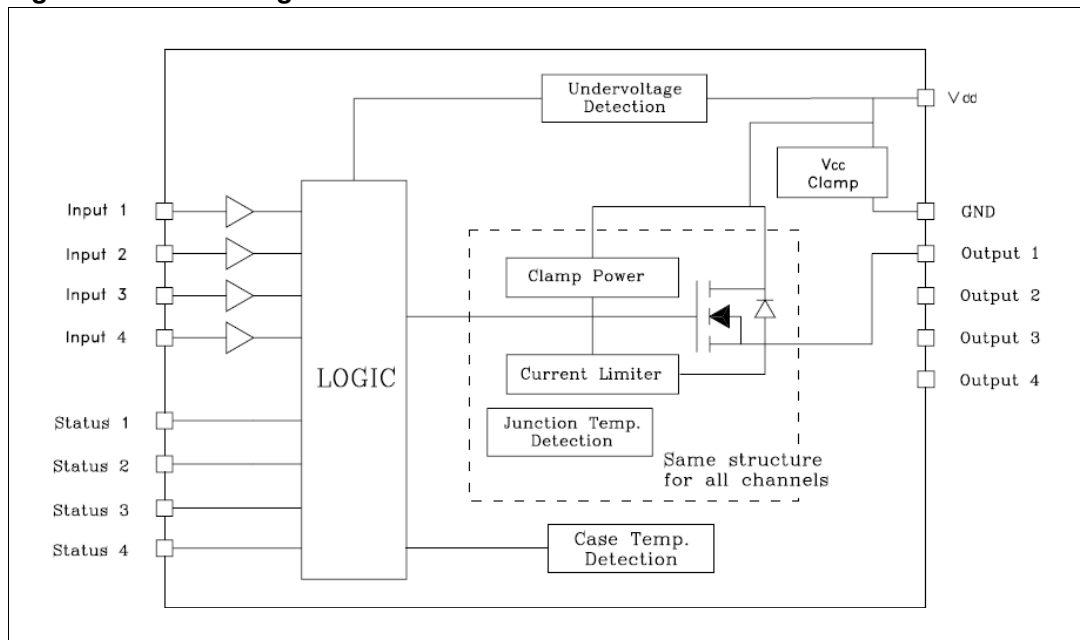 Undervoltage
Detection
Vdd
Vcc
Clamp
Input 1
GND
Input 2
Output 1
Clamp Power
Input 3
Output 2
Input 4
Output 3
LOGIC
Current Limiter
Output 4
Status 1
Junction Temp.
Detection
Status 2
Same structure
for all channels
Status 3
Status 4
Case Temp.
Detection